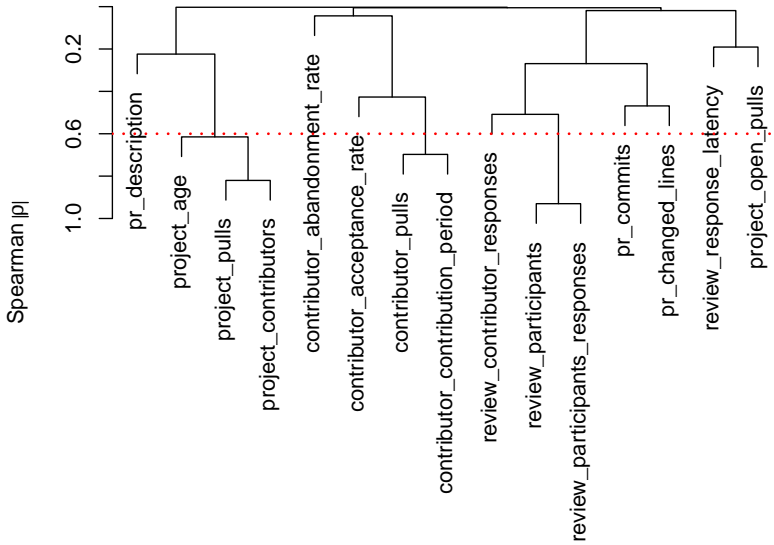 Spearman |ρ|
0.2
0.6
1.0
pr_description
project_age
project_pulls
project_contributors
contributor_abandonment_rate
contributor_acceptance_rate
contributor_pulls
contributor_contribution_period
review_contributor_responses
review_participants
review_participants_responses
pr_commits
pr_changed_lines
review_response_latency
project_open_pulls